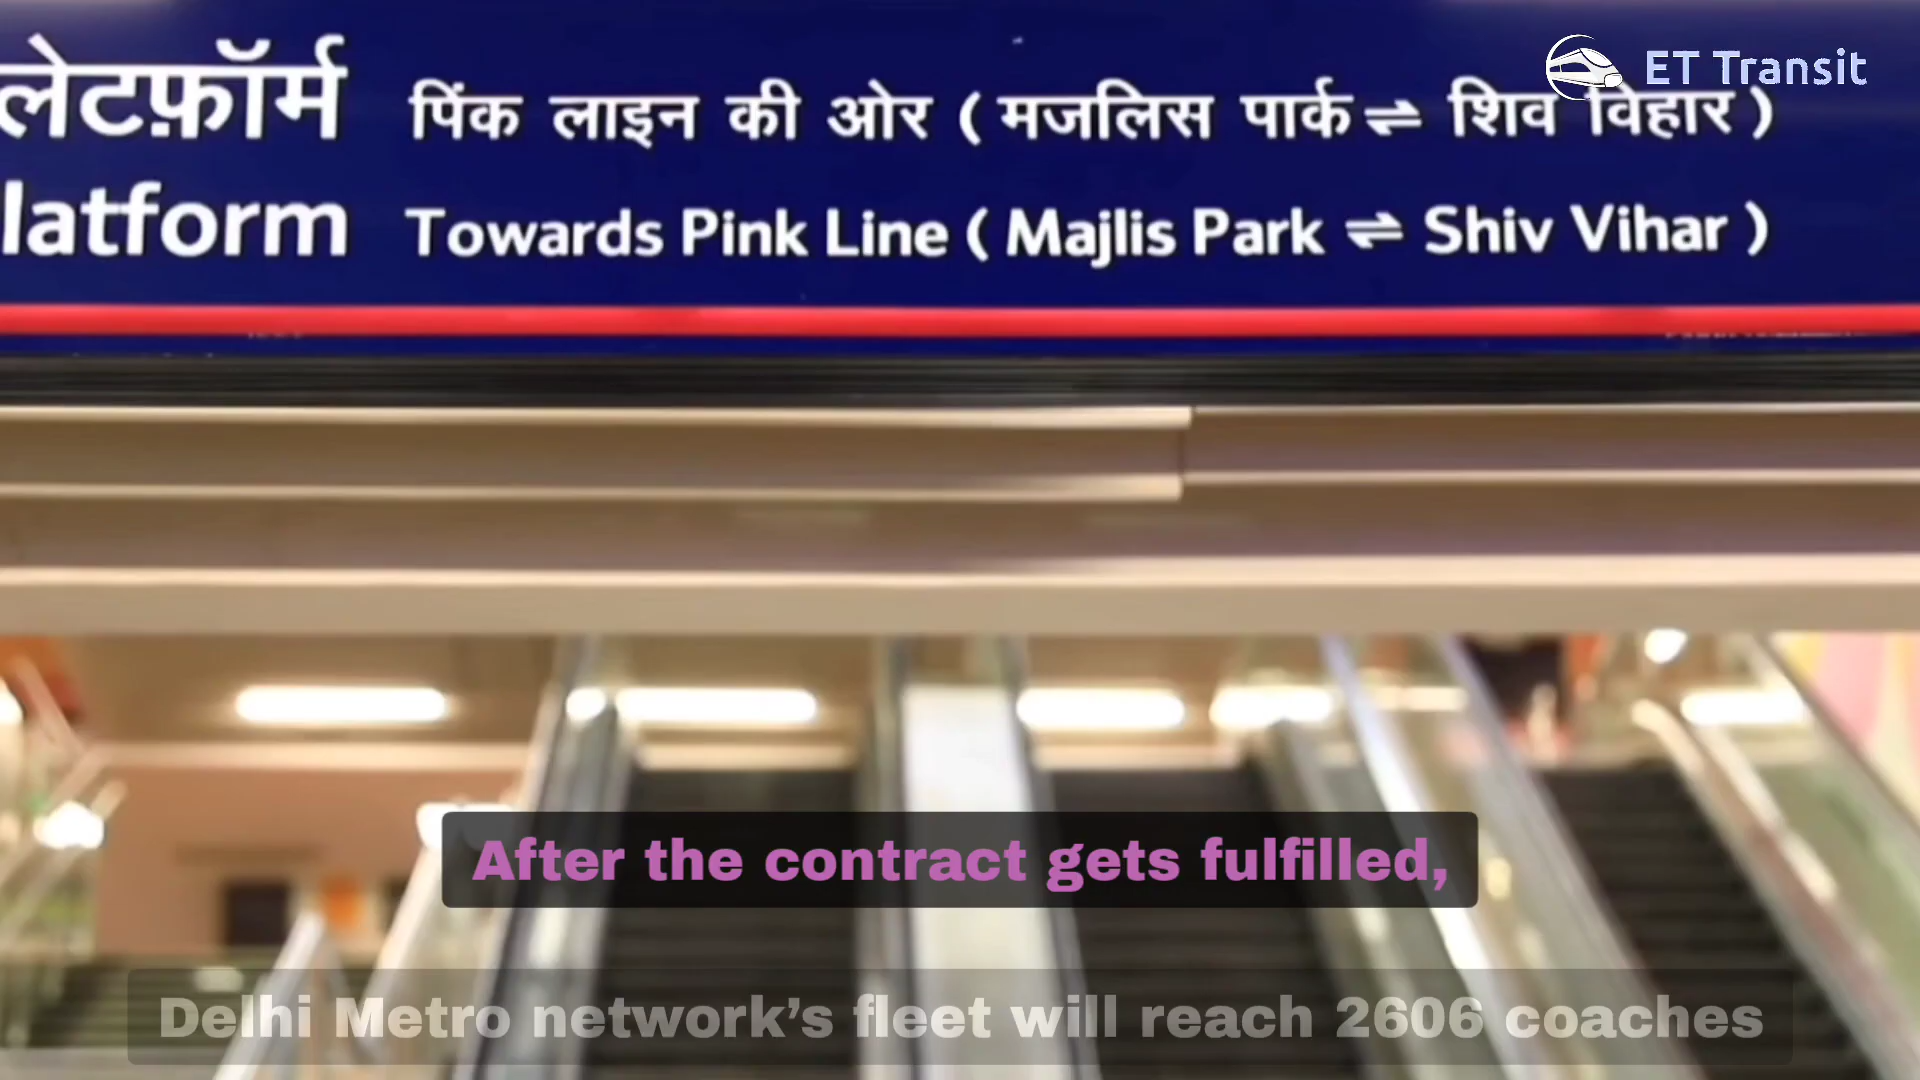 ET Transit
लेटफ़ॉर्म पिंक लाइन की ओर ( मजलिस पार्क ⇌ शिव विहार )
latform Towards Pink Line ( Majlis Park ⇌ Shiv Vihar )
After the contract gets fulfilled,
Delhi Metro network’s fleet will reach 2606 coaches